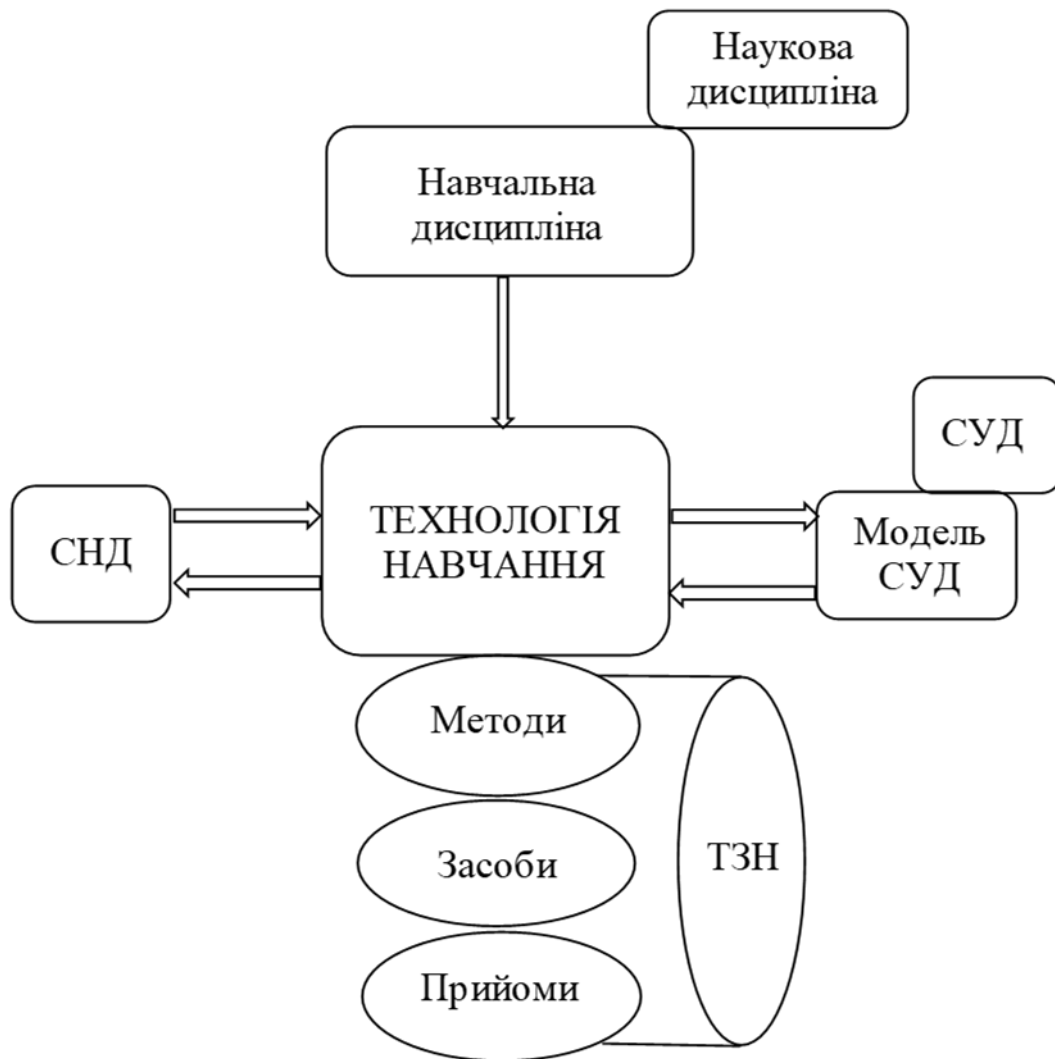 Наукова
дисципліна
Навчальна
дисципліна
СУД
ТЕХНОЛОГІЯ
НАВЧАННЯ
СНД
Модель
СУД
Методи
Засоби
ТЗН
Прийоми